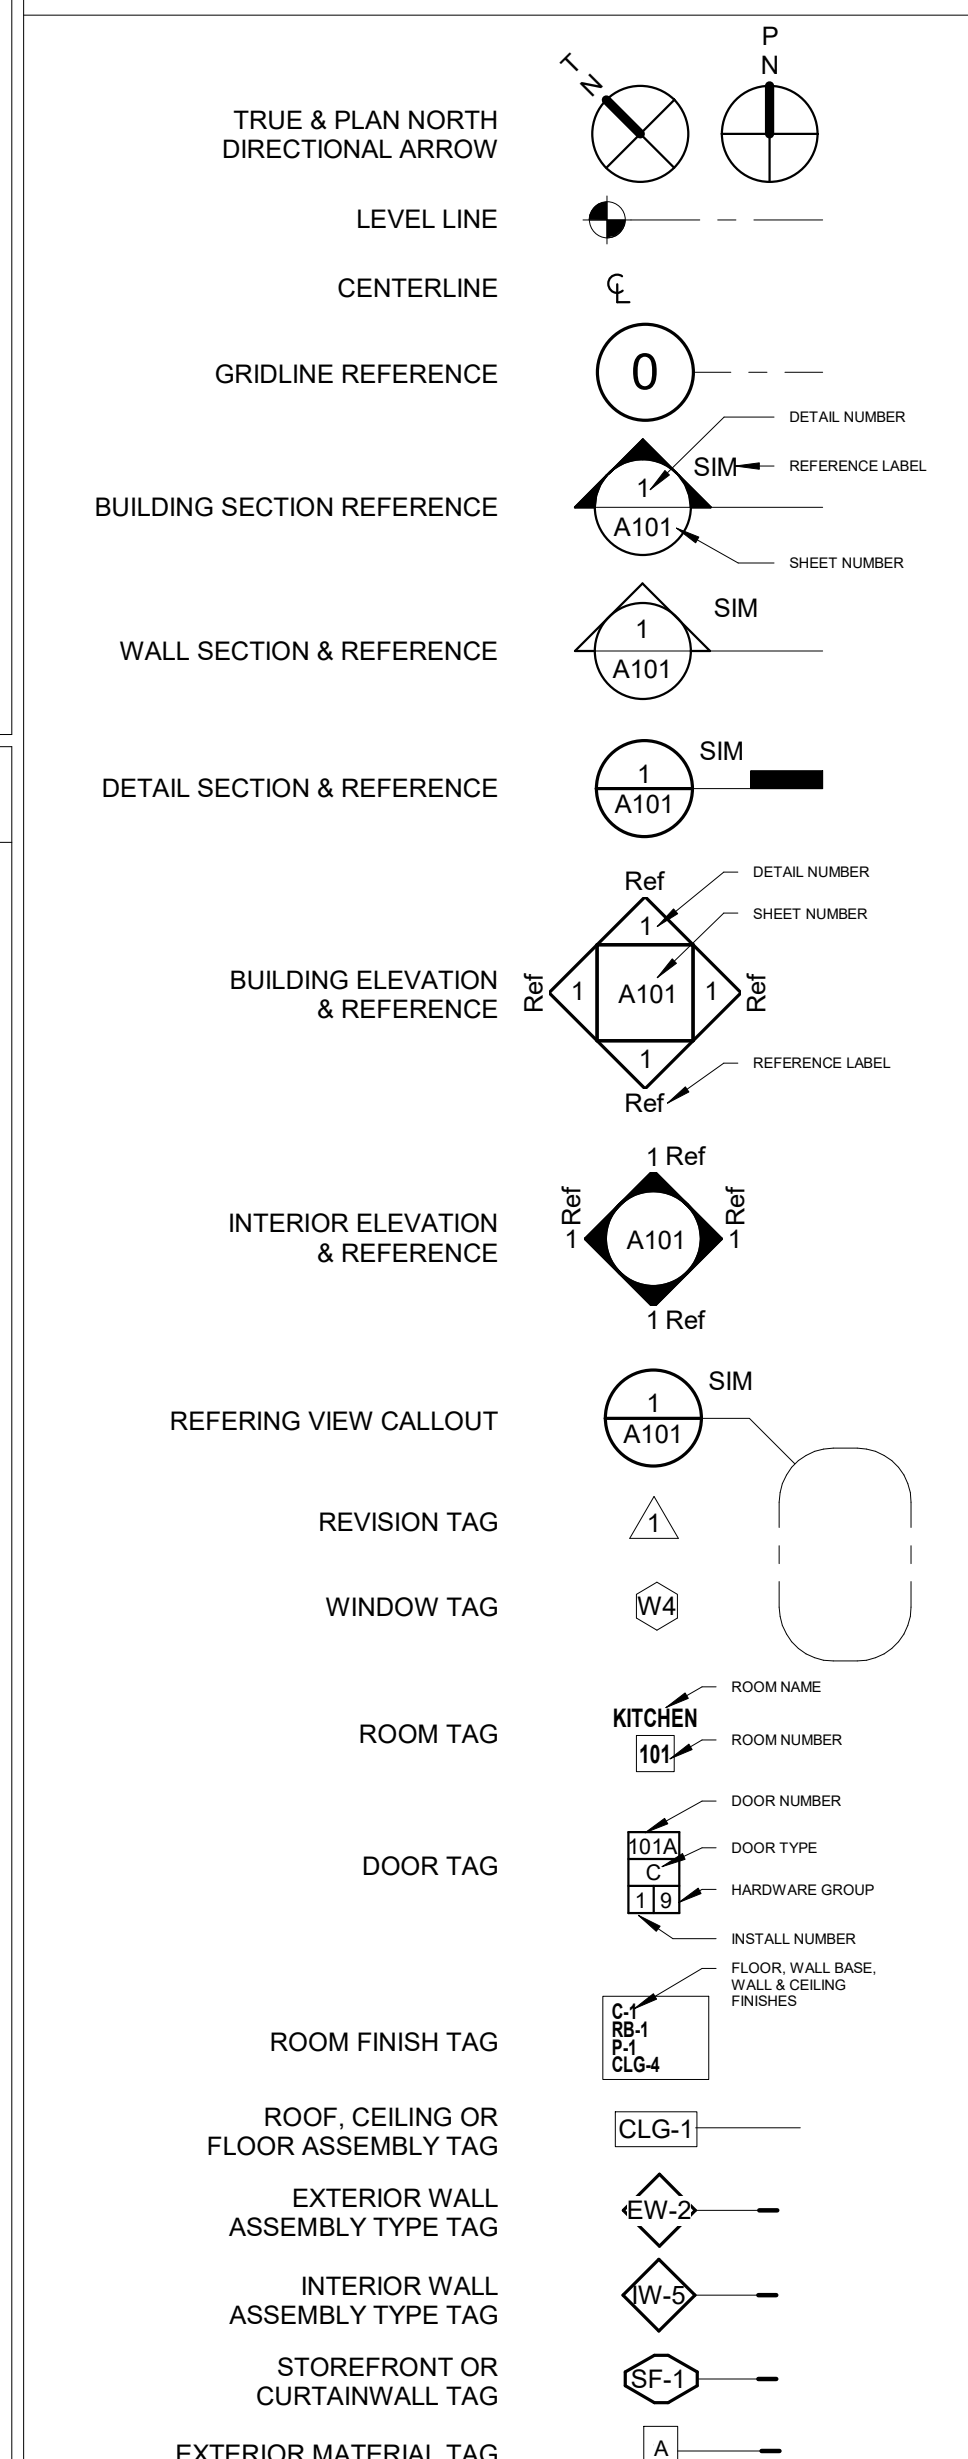 TRUE & PLAN NORTH
DIRECTIONAL ARROW
T
N
P
N
LEVEL LINE
CENTERLINE
℄
GRIDLINE REFERENCE
0
DETAIL NUMBER
SIM
REFERENCE LABEL
BUILDING SECTION REFERENCE
1
A101
SHEET NUMBER
WALL SECTION & REFERENCE
1
A101
SIM
DETAIL SECTION & REFERENCE
1
A101
SIM
BUILDING ELEVATION
& REFERENCE
Ref
DETAIL NUMBER
1
SHEET NUMBER
Ref
1
A101
1
Ref
1
REFERENCE LABEL
Ref
INTERIOR ELEVATION
& REFERENCE
1 Ref
1 Ref
A101
1 Ref
1 Ref
REFERING VIEW CALLOUT
1
A101
SIM
REVISION TAG
1
WINDOW TAG
W4
ROOM TAG
ROOM NAME
KITCHEN
101
ROOM NUMBER
DOOR TAG
DOOR NUMBER
101A
DOOR TYPE
C
1 9
HARDWARE GROUP
INSTALL NUMBER
ROOM FINISH TAG
FLOOR, WALL BASE,
WALL & CEILING
FINISHES
C-1
RB-1
P-1
CLG-4
ROOF, CEILING OR
FLOOR ASSEMBLY TAG
CLG-1
EXTERIOR WALL
ASSEMBLY TYPE TAG
EW-2
INTERIOR WALL
ASSEMBLY TYPE TAG
IW-5
STOREFRONT OR
CURTAINWALL TAG
SF-1
EXTERIOR MATERIAL TAG
A